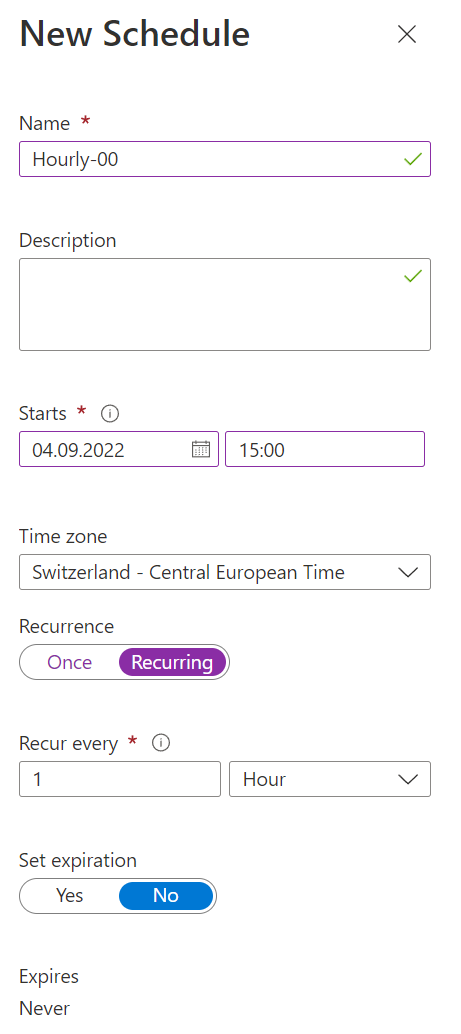 New Schedule
Name *
Hourly-00
Description
Starts *
04.09.2022 15:00
Time zone
Switzerland - Central European Time
Recurrence
Once Recurring
Recur every *
1 Hour
Set expiration
Yes No
Expires
Never